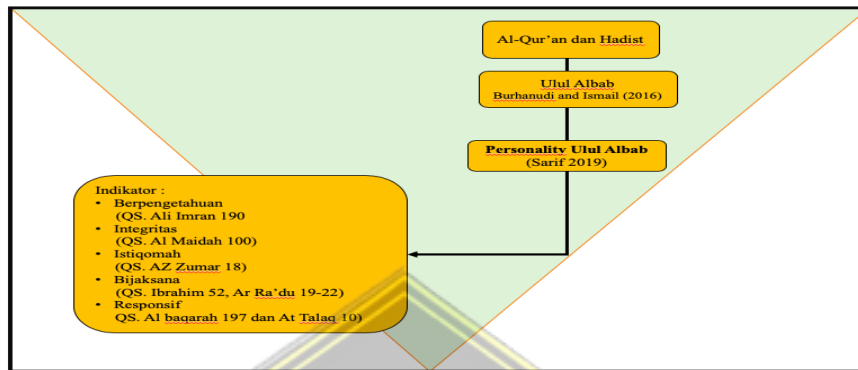 Al-Qur'an dan Hadist
Ulul Albab
Burhanudi and Ismail (2016)
Personality Ulul Albab
(Sarif 2019)
Indikator :
• Berpengetahuan
(QS. Ali Imran 190
• Integritas
(QS. Al Maidah 100)
• Istiqomah
(QS. AZ Zumar 18)
• Bijaksana
(QS. Ibrahim 52, Ar Ra'du 19-22)
• Responsif
QS. Al baqarah 197 dan At Talaq 10)